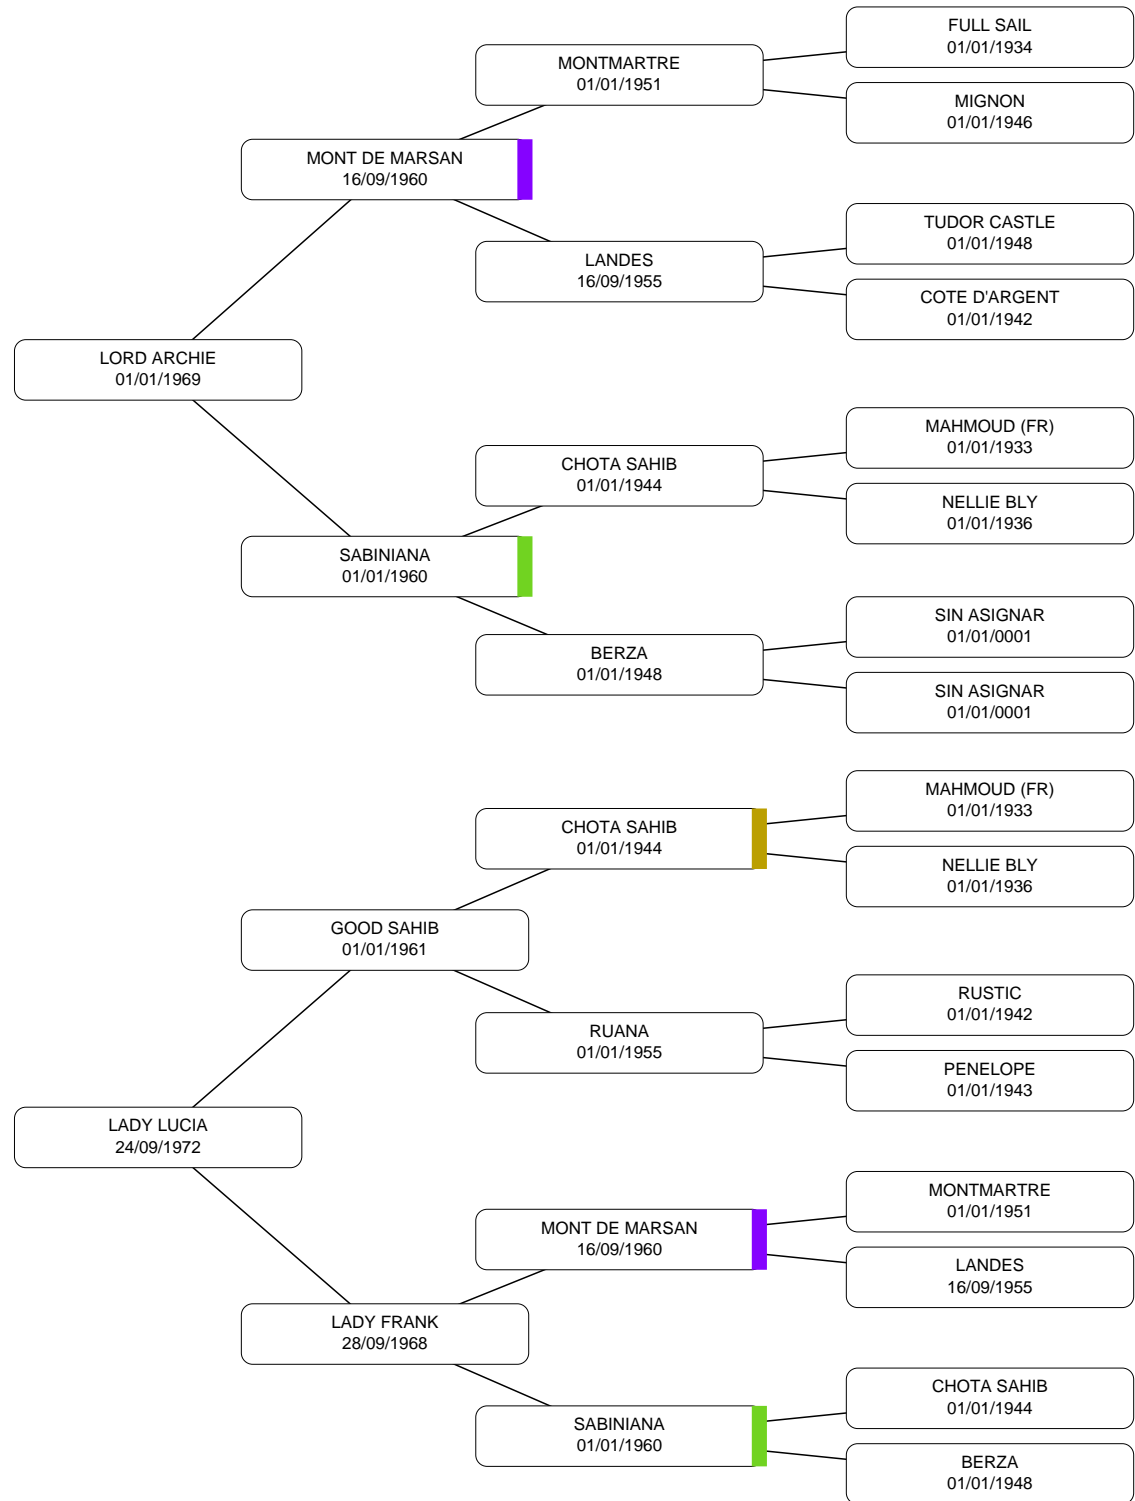 FULL SAIL
01/01/1934
MONTMARTRE
01/01/1951
MIGNON
01/01/1946
MONT DE MARSAN
16/09/1960
TUDOR CASTLE
01/01/1948
LANDES
16/09/1955
COTE D'ARGENT
01/01/1942
LORD ARCHIE
01/01/1969
MAHMOUD (FR)
01/01/1933
CHOTA SAHIB
01/01/1944
NELLIE BLY
01/01/1936
SABINIANA
01/01/1960
SIN ASIGNAR
01/01/0001
BERZA
01/01/1948
SIN ASIGNAR
01/01/0001
MAHMOUD (FR)
01/01/1933
CHOTA SAHIB
01/01/1944
NELLIE BLY
01/01/1936
GOOD SAHIB
01/01/1961
RUSTIC
01/01/1942
RUANA
01/01/1955
PENELOPE
01/01/1943
LADY LUCIA
24/09/1972
MONTMARTRE
01/01/1951
MONT DE MARSAN
16/09/1960
LANDES
16/09/1955
LADY FRANK
28/09/1968
CHOTA SAHIB
01/01/1944
SABINIANA
01/01/1960
BERZA
01/01/1948